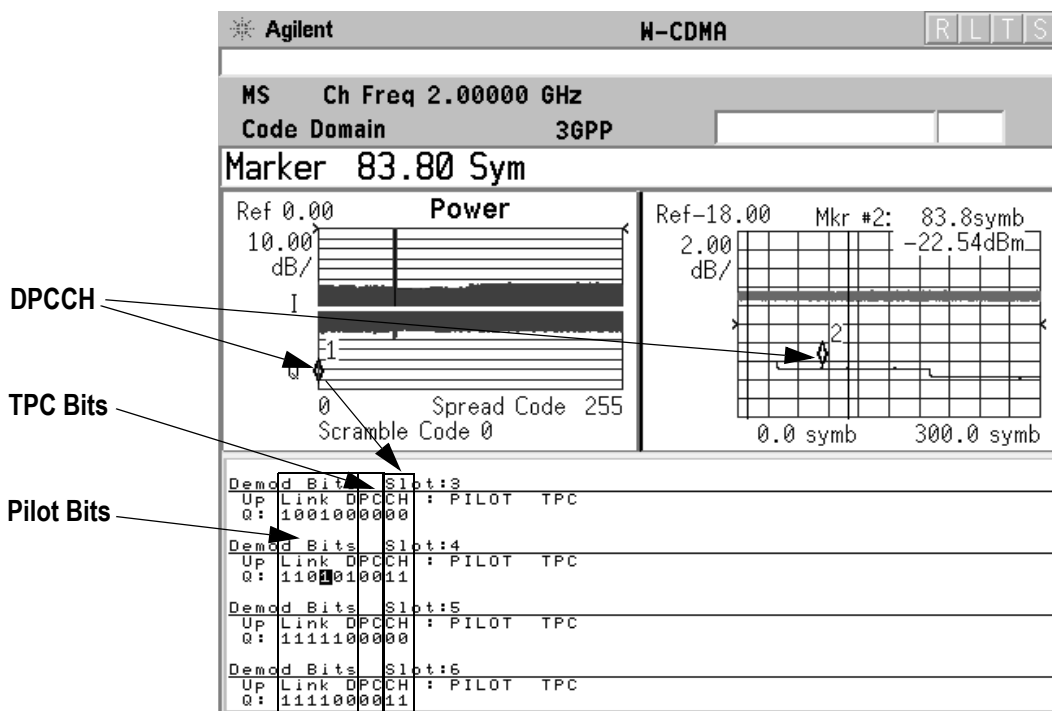 Agilent W-CDMA R L T S
MS Ch Freq 2.00000 GHz
Code Domain 3GPP
Marker 83.80 Sym
Ref 0.00 Power
10.00
dB/
I
1
Q
0 Spread Code 255
Scramble Code 0
Ref-18.00 Mkr #2: 83.8symb
2.00 -22.54dBm
dB/
2
0.0 symb 300.0 symb
DPCCH
TPC Bits
Pilot Bits
Demod Bits Slot:3
Up Link DPCCH : PILOT TPC
Q: 1001000000
Demod Bits Slot:4
Up Link DPCCH : PILOT TPC
Q: 1101010011
Demod Bits Slot:5
Up Link DPCCH : PILOT TPC
Q: 1111100000
Demod Bits Slot:6
Up Link DPCCH : PILOT TPC
Q: 1111000011